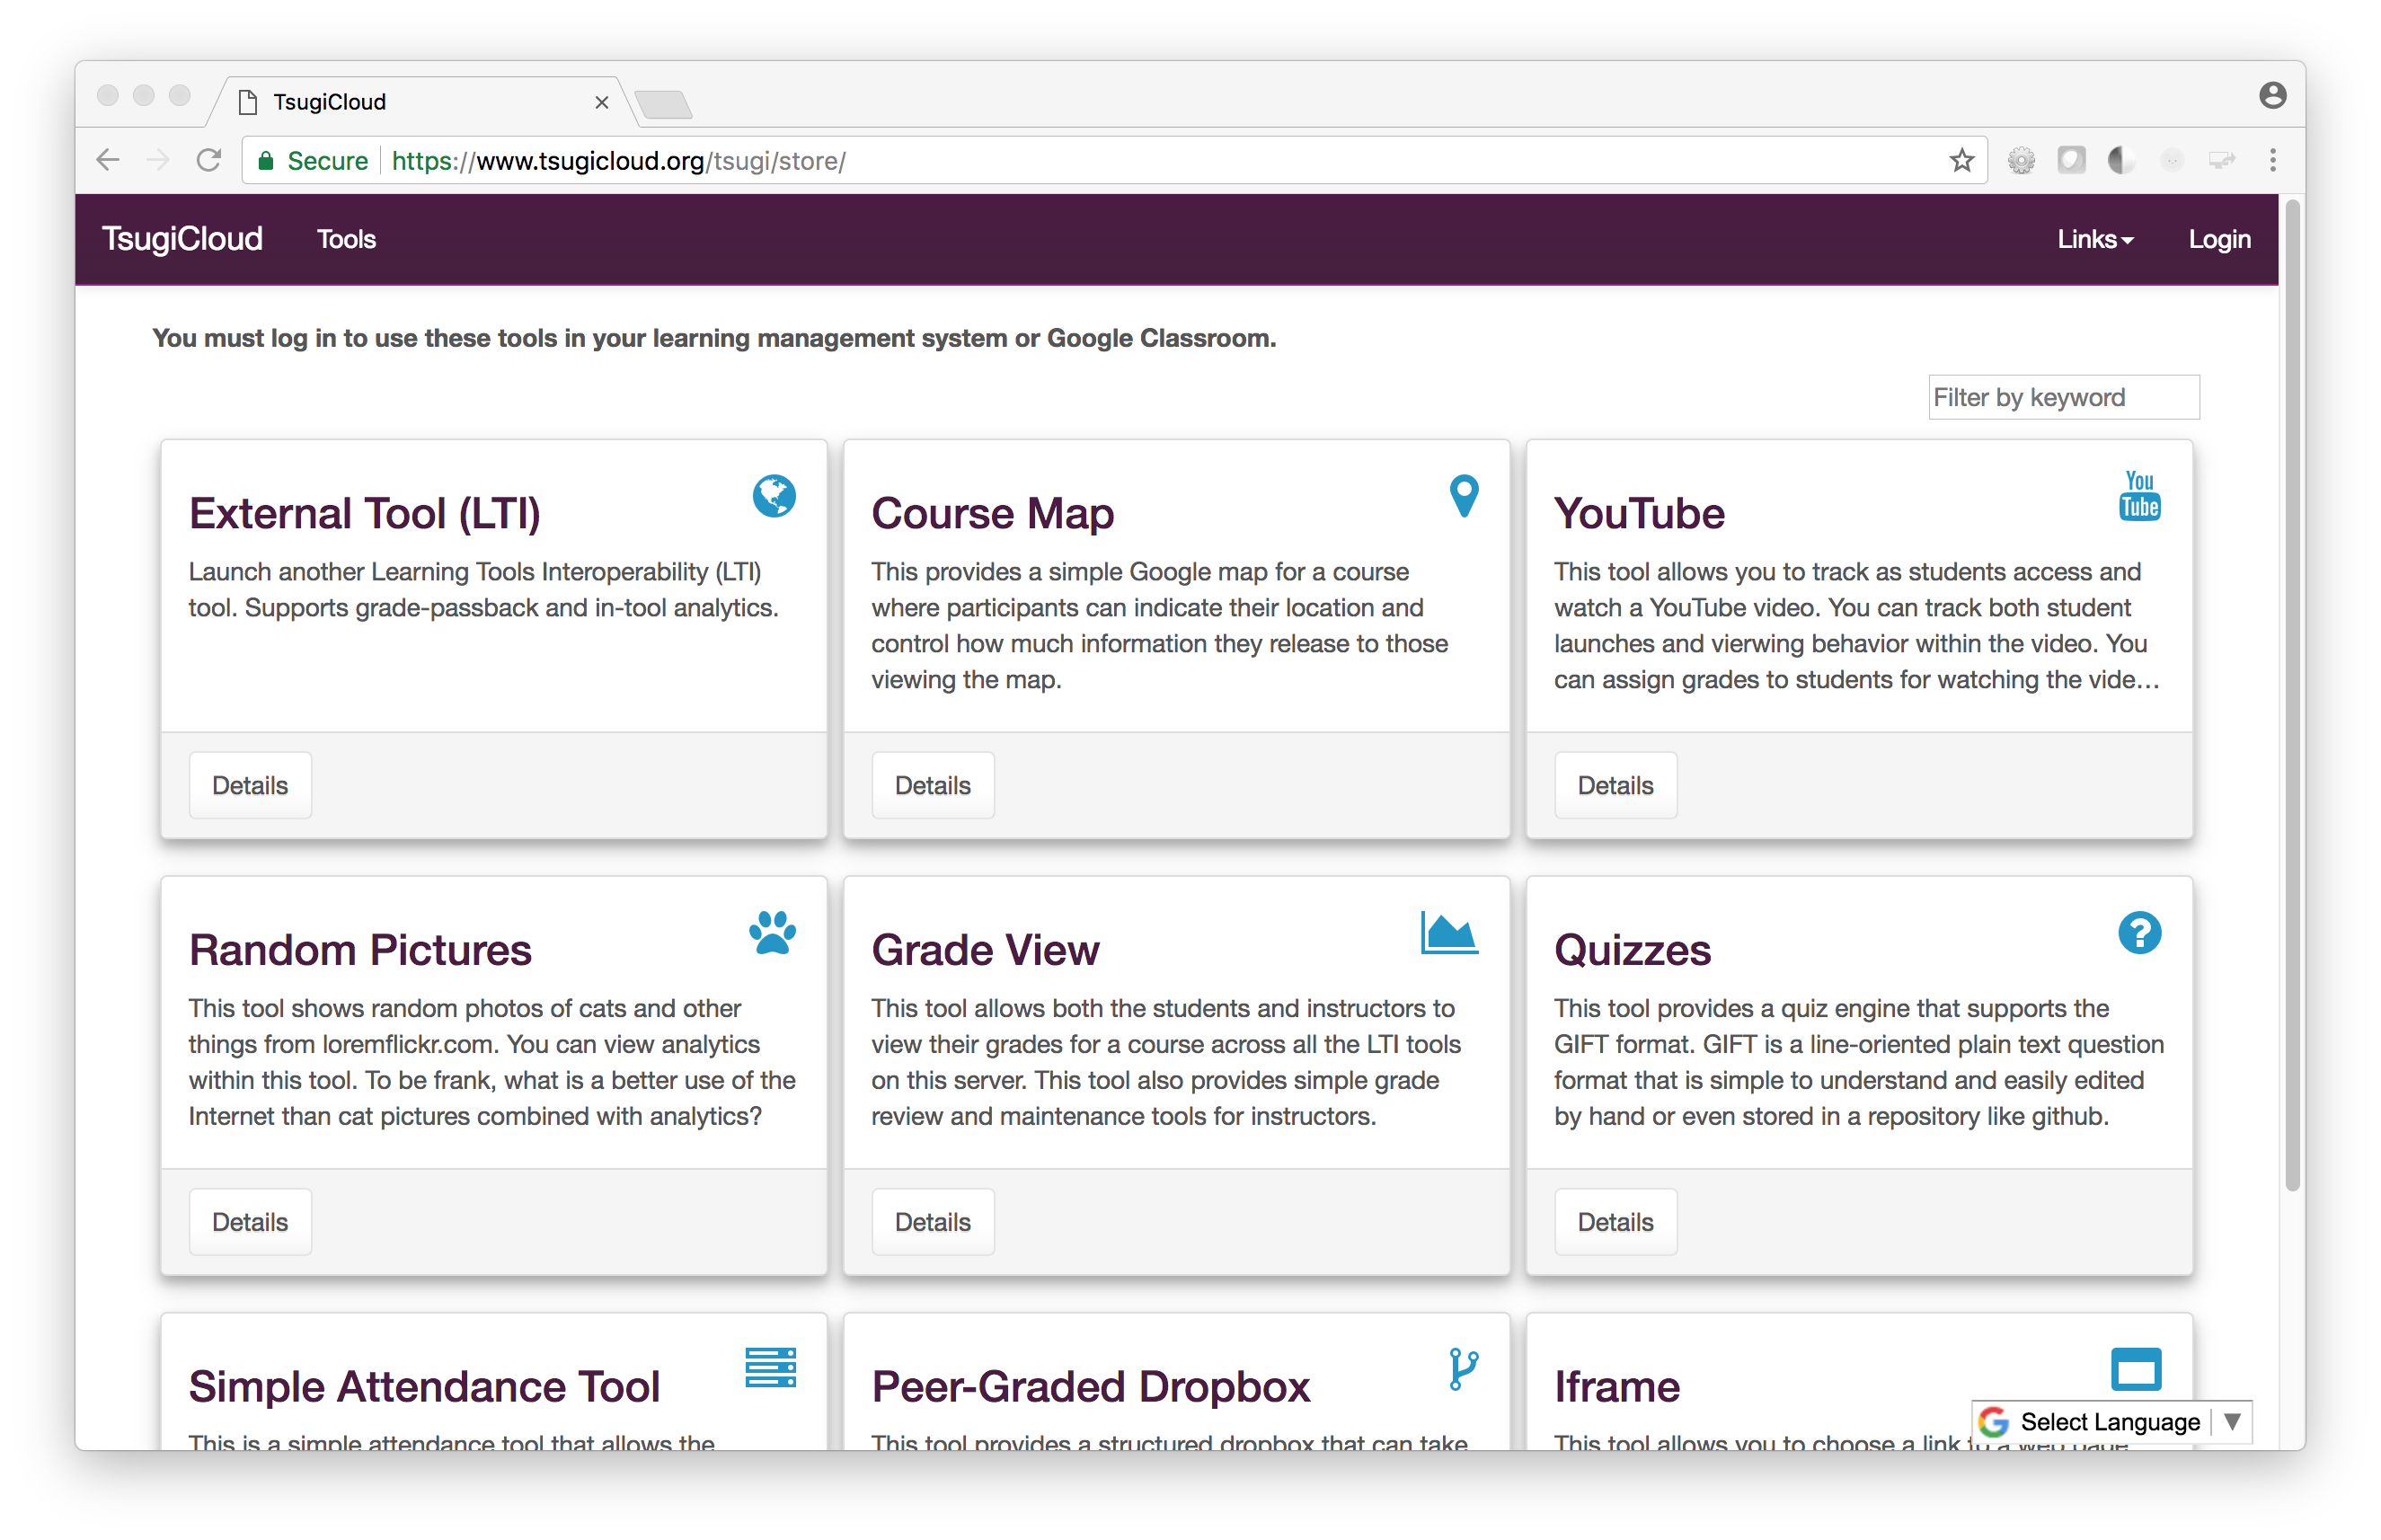 TsugiCloud
Secure https://www.tsugicloud.org/tsugi/store/
TsugiCloud Tools Links Login
You must log in to use these tools in your learning management system or Google Classroom.
Filter by keyword
External Tool (LTI)
Launch another Learning Tools Interoperability (LTI)
tool. Supports grade-passback and in-tool analytics.
Details
Course Map
This provides a simple Google map for a course
where participants can indicate their location and
control how much information they release to those
viewing the map.
Details
You
Tube
YouTube
This tool allows you to track as students access and
watch a YouTube video. You can track both student
launches and vierwing behavior within the video. You
can assign grades to students for watching the vide...
Details
Random Pictures
This tool shows random photos of cats and other
things from loremflickr.com. You can view analytics
within this tool. To be frank, what is a better use of the
Internet than cat pictures combined with analytics?
Details
Grade View
This tool allows both the students and instructors to
view their grades for a course across all the LTI tools
on this server. This tool also provides simple grade
review and maintenance tools for instructors.
Details
?
Quizzes
This tool provides a quiz engine that supports the
GIFT format. GIFT is a line-oriented plain text question
format that is simple to understand and easily edited
by hand or even stored in a repository like github.
Details
Simple Attendance Tool
This is a simple attendance tool that allows the
Peer-Graded Dropbox
This tool provides a structured dropbox that can take
Iframe
This tool allows you to choose a link to a web page
G Select Language ▼